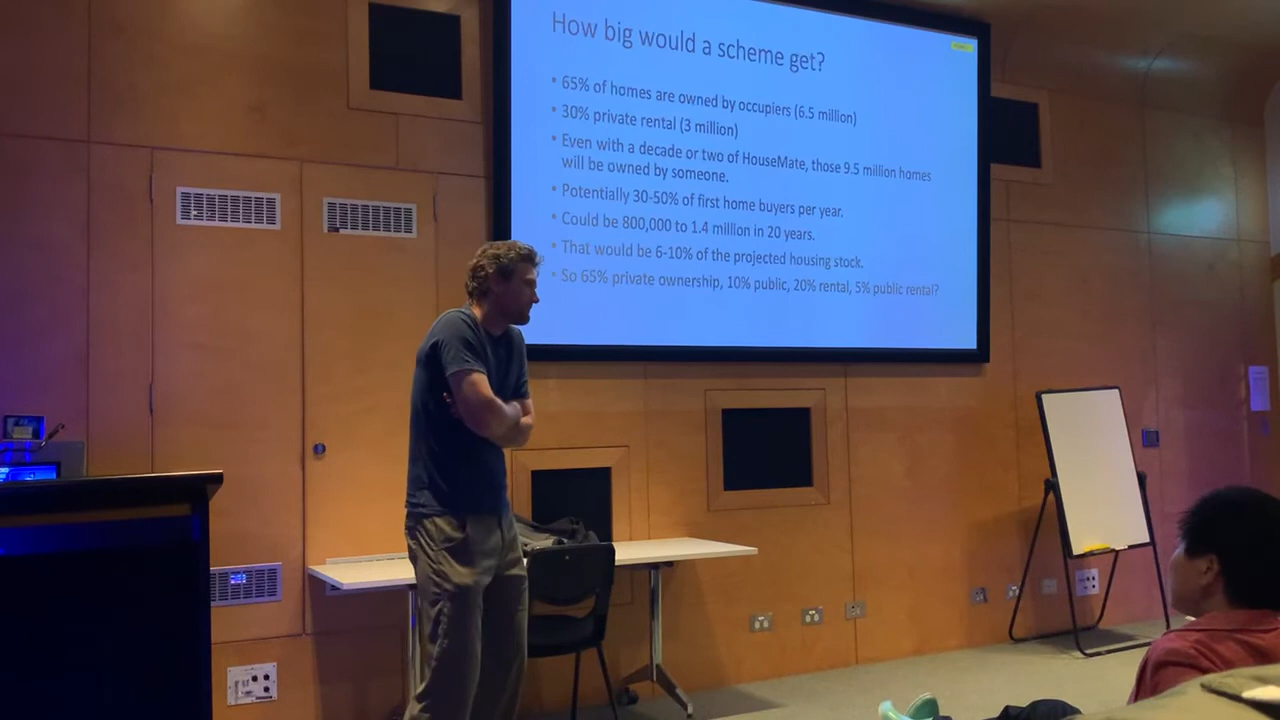 How big would a scheme get?
• 65% of homes are owned by occupiers (6.5 million)
• 30% private rental (3 million)
• Even with a decade or two of HouseMate, those 9.5 million homes
will be owned by someone.
• Potentially 30-50% of first home buyers per year.
• Could be 800,000 to 1.4 million in 20 years.
• That would be 6-10% of the projected housing stock.
• So 65% private ownership, 10% public, 20% rental, 5% public rental?